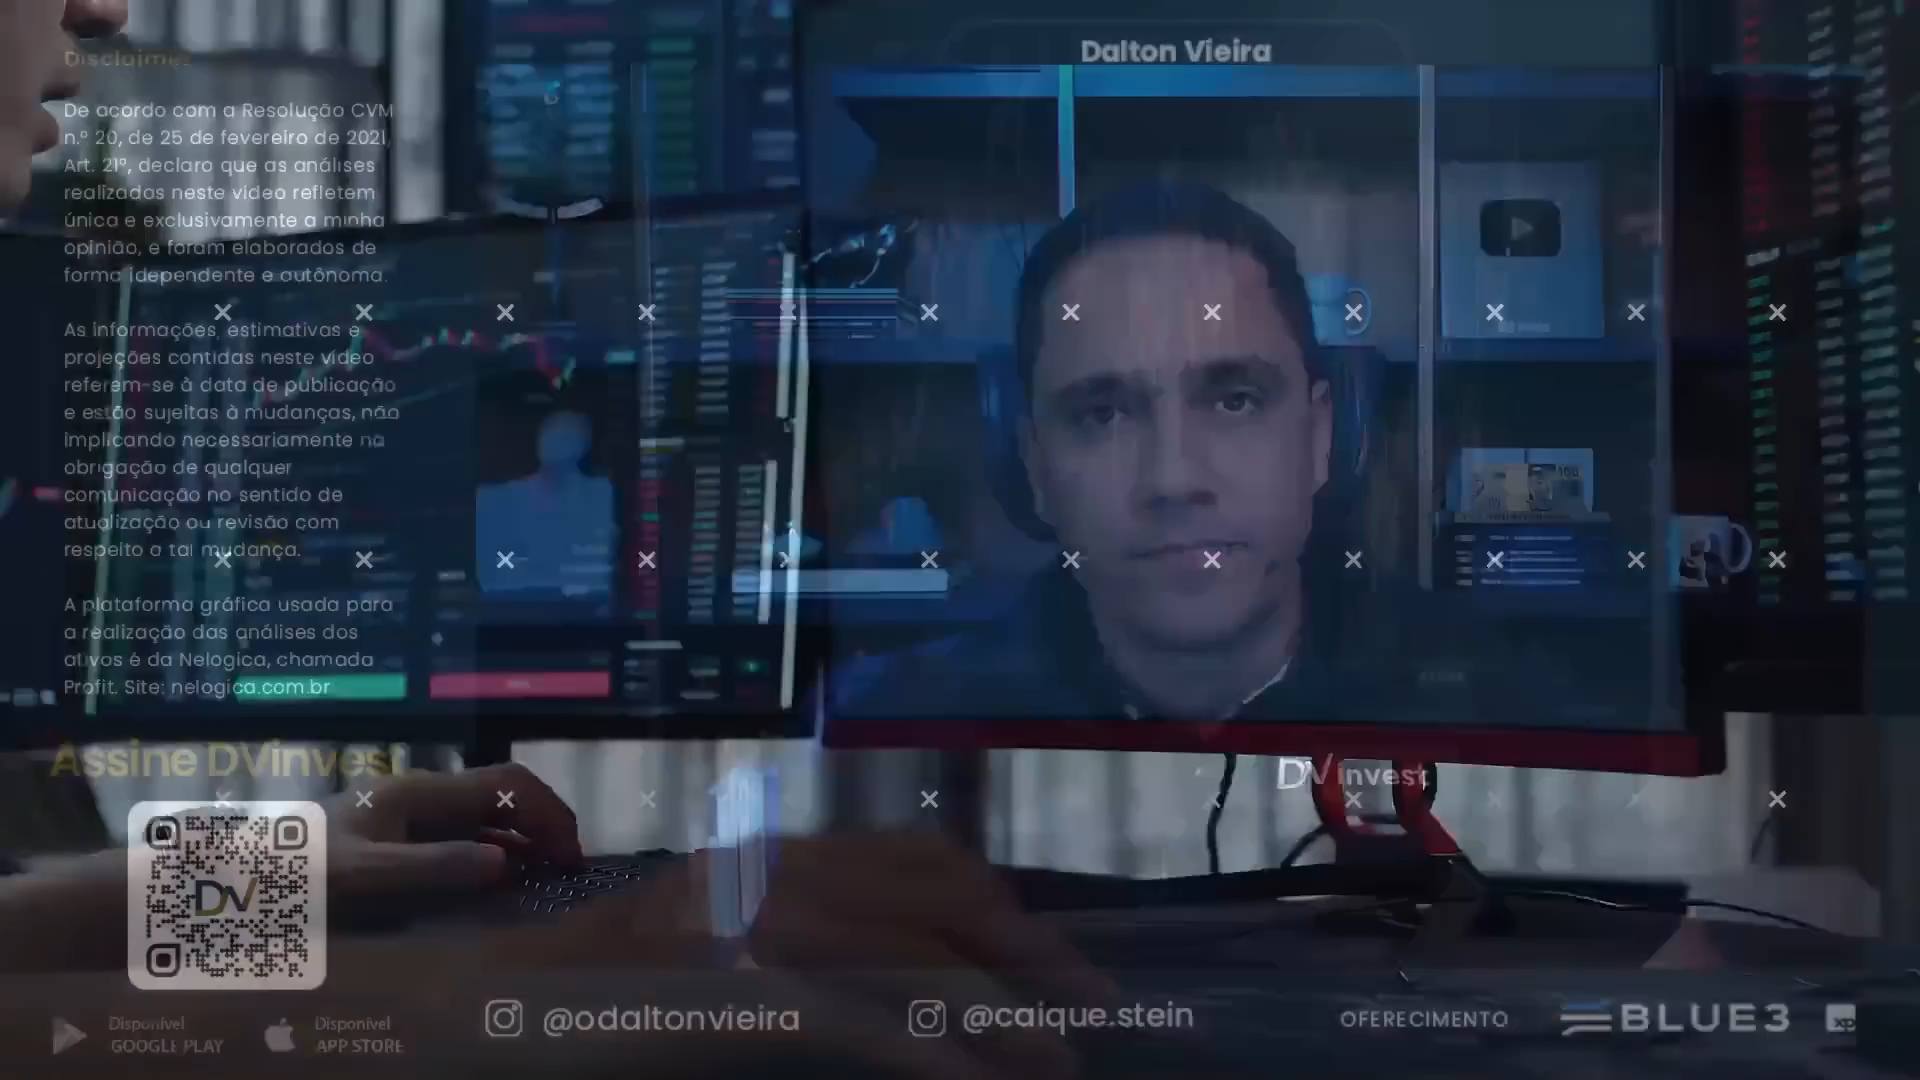 Disclaimer
De acordo com a Resolução CVM
n.º 20, de 25 de fevereiro de 2021,
Art. 21º, declaro que as análises
realizadas neste vídeo refletem
única e exclusivamente a minha
opinião, e foram elaborados de
forma idependente e autônoma.
As informações, estimativas e
projeções contidas neste vídeo
referem-se à data de publicação
e estão sujeitas à mudanças, não
implicando necessariamente na
obrigação de qualquer
comunicação no sentido de
atualização ou revisão com
respeito a tal mudança.
A plataforma gráfica usada para
a realização das análises dos
ativos é da Nelogica, chamada
Profit. Site: nelogica.com.br
Assine DVinvest
DV
Disponível
GOOGLE PLAY
Disponível
APP STORE
Dalton Vieira
100
DV invest
@odaltonvieira
@caique.stein
OFERECIMENTO
BLUE3
xp